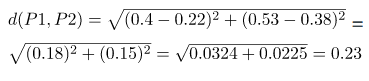 d(P1, P2) = √(0.4 − 0.22)² + (0.53 − 0.38)² =
√(0.18)² + (0.15)² = √0.0324 + 0.0225 = 0.23